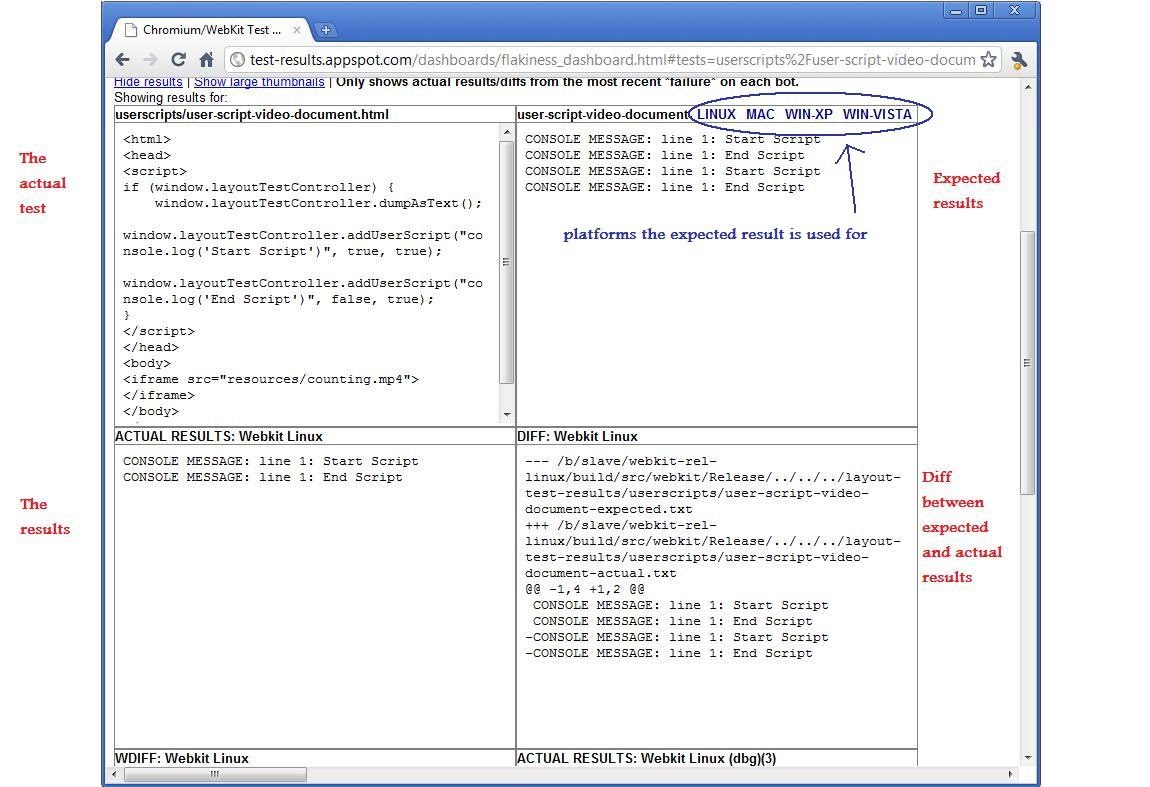 Chromium/WebKit Test ...
test-results.appspot.com/dashboards/flakiness_dashboard.html#tests=userscripts%2Fuser-script-video-docum
Hide results | Show large thumbnails | Only shows actual results/diffs from the most recent *failure* on each bot.
Showing results for:
userscripts/user-script-video-document.html
<html>
<head>
<script>
if (window.layoutTestController) {
    window.layoutTestController.dumpAsText();
window.layoutTestController.addUserScript("co
nsole.log('Start Script')", true, true);
window.layoutTestController.addUserScript("co
nsole.log('End Script')", false, true);
}
</script>
</head>
<body>
<iframe src="resources/counting.mp4">
</iframe>
</body>
The
actual
test
user-script-video-document LINUX MAC WIN-XP WIN-VISTA
CONSOLE MESSAGE: line 1: Start Script
CONSOLE MESSAGE: line 1: End Script
CONSOLE MESSAGE: line 1: Start Script
CONSOLE MESSAGE: line 1: End Script
platforms the expected result is used for
Expected
results
ACTUAL RESULTS: Webkit Linux
CONSOLE MESSAGE: line 1: Start Script
CONSOLE MESSAGE: line 1: End Script
The
results
DIFF: Webkit Linux
--- /b/slave/webkit-rel-
linux/build/src/webkit/Release/../../../layout-
test-results/userscripts/user-script-video-
document-expected.txt
+++ /b/slave/webkit-rel-
linux/build/src/webkit/Release/../../../layout-
test-results/userscripts/user-script-video-
document-actual.txt
@@ -1,4 +1,2 @@
 CONSOLE MESSAGE: line 1: Start Script
 CONSOLE MESSAGE: line 1: End Script
-CONSOLE MESSAGE: line 1: Start Script
-CONSOLE MESSAGE: line 1: End Script
Diff
between
expected
and actual
results
WDIFF: Webkit Linux
ACTUAL RESULTS: Webkit Linux (dbg)(3)